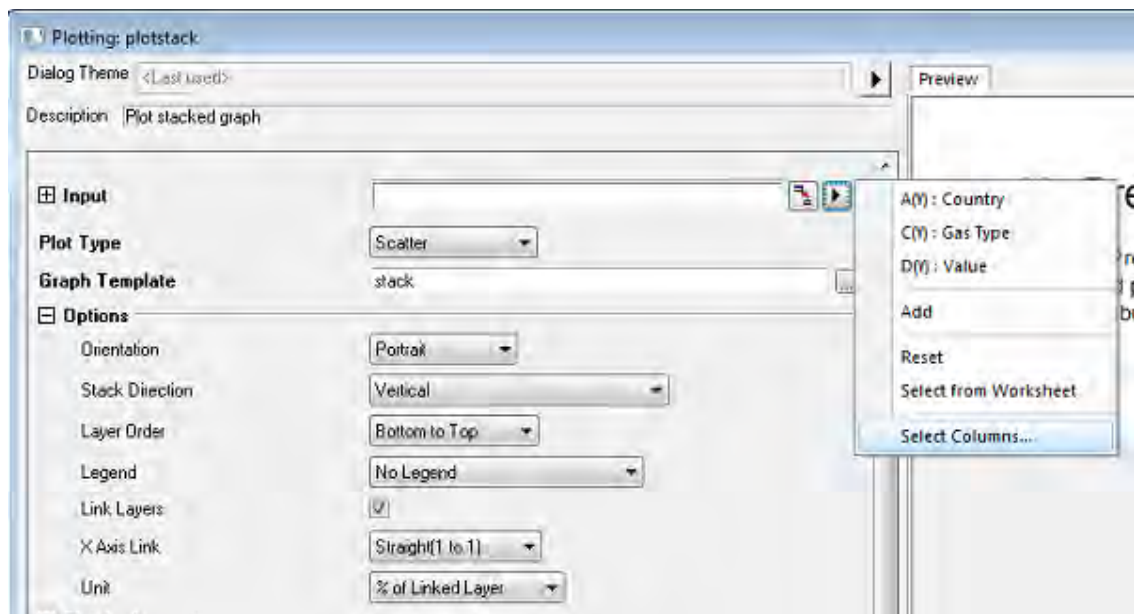 Plotting: plotstack
Dialog Theme <Last used>
Preview
Description Plot stacked graph
Input
A(Y) : Country
Plot Type Scatter
C(Y) : Gas Type
Graph Template stack ...
D(Y) : Value
Options
Add
Orientation Portrait
Reset
Stack Direction Vertical
Select from Worksheet
Layer Order Bottom to Top
Select Columns...
Legend No Legend
Link Layers
X Axis Link Straight(1 to 1)
Unit % of Linked Layer